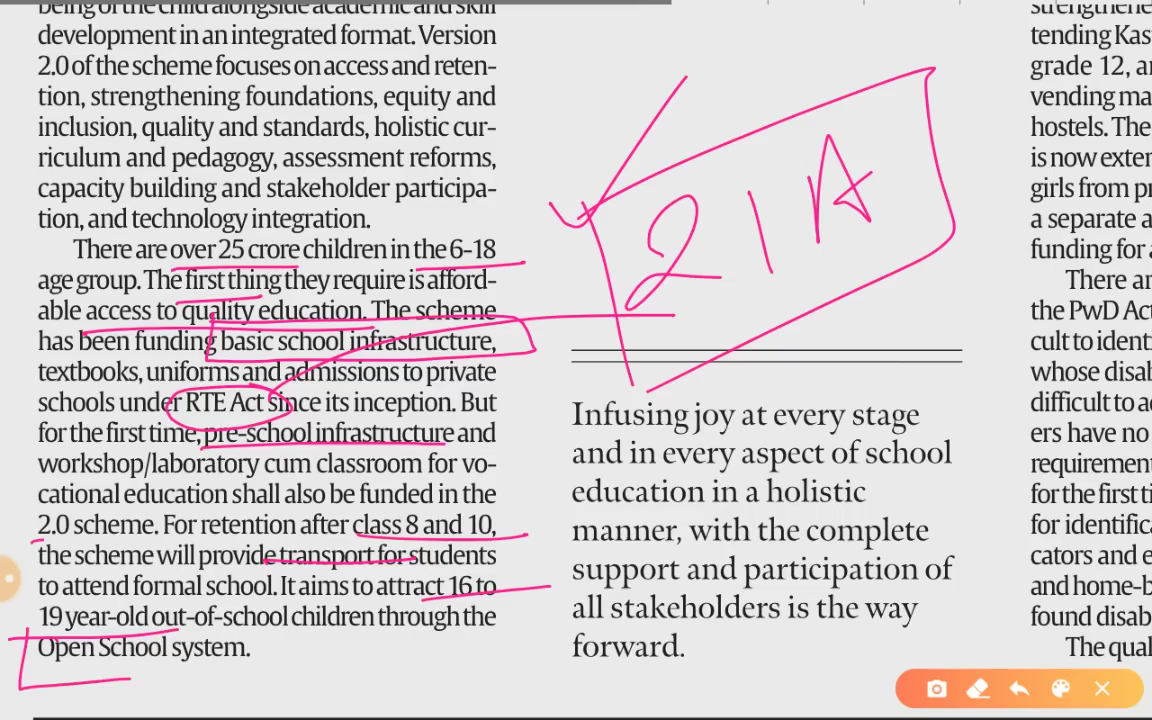 being of the child alongside academic and skill
development in an integrated format. Version
2.0 of the scheme focuses on access and reten-
tion, strengthening foundations, equity and
inclusion, quality and standards, holistic cur-
riculum and pedagogy, assessment reforms,
capacity building and stakeholder participa-
tion, and technology integration.
There are over 25 crore children in the 6-18
age group. The first thing they require is afford-
able access to quality education. The scheme
has been funding basic school infrastructure,
textbooks, uniforms and admissions to private
schools under RTE Act since its inception. But
for the first time, pre-school infrastructure and
workshop/laboratory cum classroom for vo-
cational education shall also be funded in the
2.0 scheme. For retention after class 8 and 10,
the scheme will provide transport for students
to attend formal school. It aims to attract 16 to
19 year-old out-of-school children through the
Open School system.
21A
Infusing joy at every stage
and in every aspect of school
education in a holistic
manner, with the complete
support and participation of
all stakeholders is the way
forward.
tending Kas
grade 12, a
vending ma
hostels. The
is now exten
girls from pr
a separate a
funding for a
There ar
the PwD Act
cult to identi
whose disab
difficult to a
ers have no
requirement
for the first ti
for identifica
cators and e
and home-b
found disab
The qual